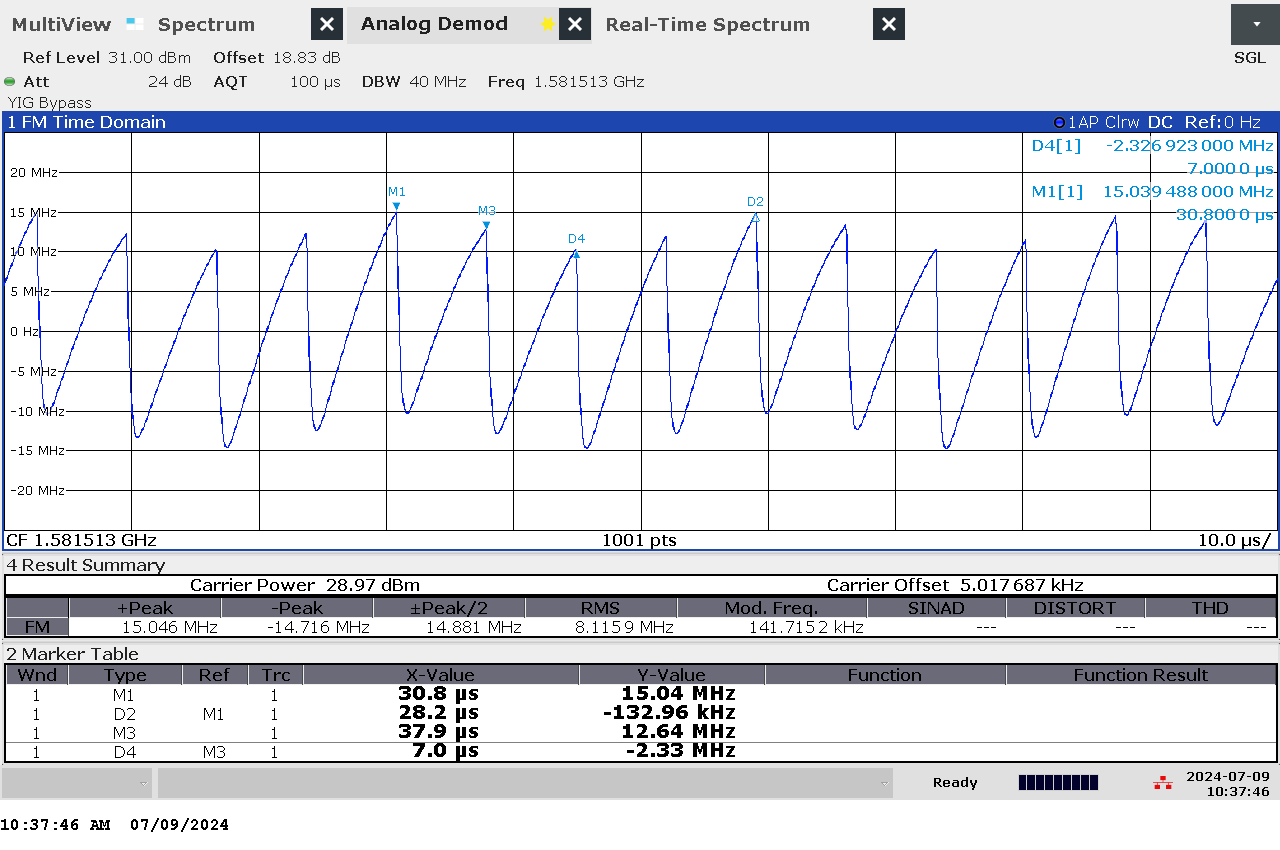 MultiView Spectrum Analog Demod Real-Time Spectrum
Ref Level 31.00 dBm Offset 18.83 dB SGL
Att 24 dB AQT 100 µs DBW 40 MHz Freq 1.581513 GHz
YIG Bypass
1 FM Time Domain 1AP Clrw DC Ref:0 Hz
D4[1] -2.326 923 000 MHz
7.000 0 µs
M1[1] 15.039 488 000 MHz
30.800 0 µs
20 MHz
M1
D2
15 MHz
M3
D4
10 MHz
5 MHz
0 Hz
-5 MHz
-10 MHz
-15 MHz
-20 MHz
CF 1.581513 GHz 1001 pts 10.0 µs/
4 Result Summary
Carrier Power 28.97 dBm Carrier Offset 5.017687 kHz
+Peak -Peak ±Peak/2 RMS Mod. Freq. SINAD DISTORT THD
FM 15.046 MHz -14.716 MHz 14.881 MHz 8.1159 MHz 141.7152 kHz --- --- ---
2 Marker Table
Wnd Type Ref Trc X-Value Y-Value Function Function Result
1 M1 1 30.8 µs 15.04 MHz
1 D2 M1 1 28.2 µs -132.96 kHz
1 M3 1 37.9 µs 12.64 MHz
1 D4 M3 1 7.0 µs -2.33 MHz
Ready 2024-07-09
10:37:46
10:37:46 AM 07/09/2024